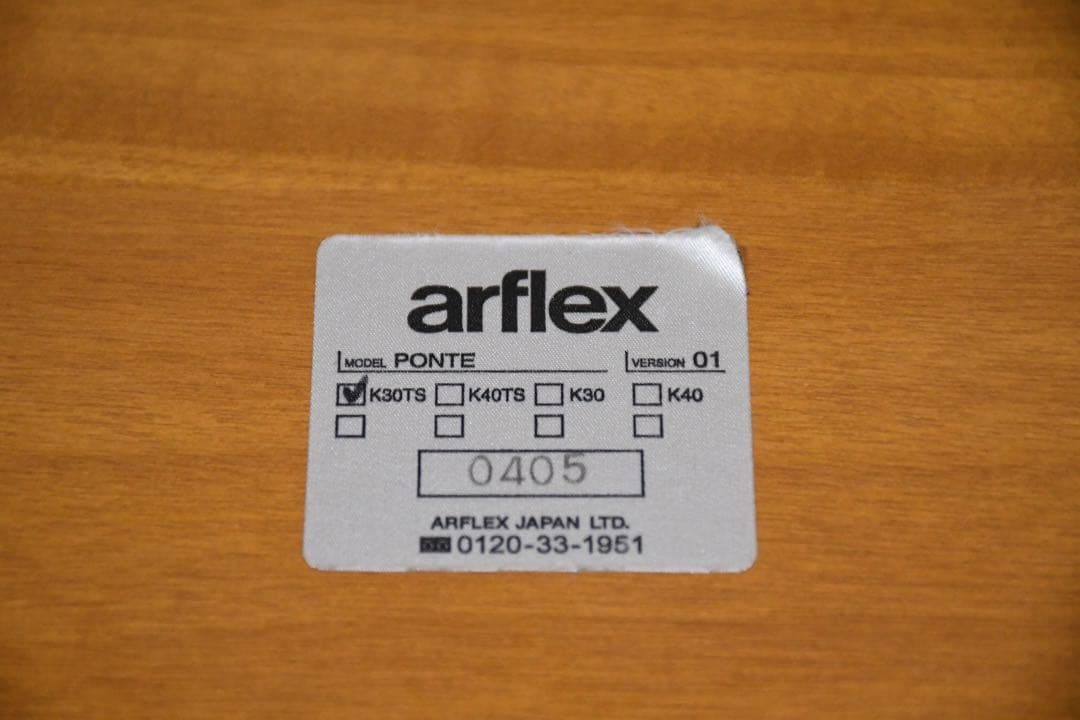 arflex
MODEL PONTE VERSION 01
☑ K30TS ☐ K40TS ☐ K30 ☐ K40
☐ ☐ ☐ ☐
0405
ARFLEX JAPAN LTD.
0120-33-1951